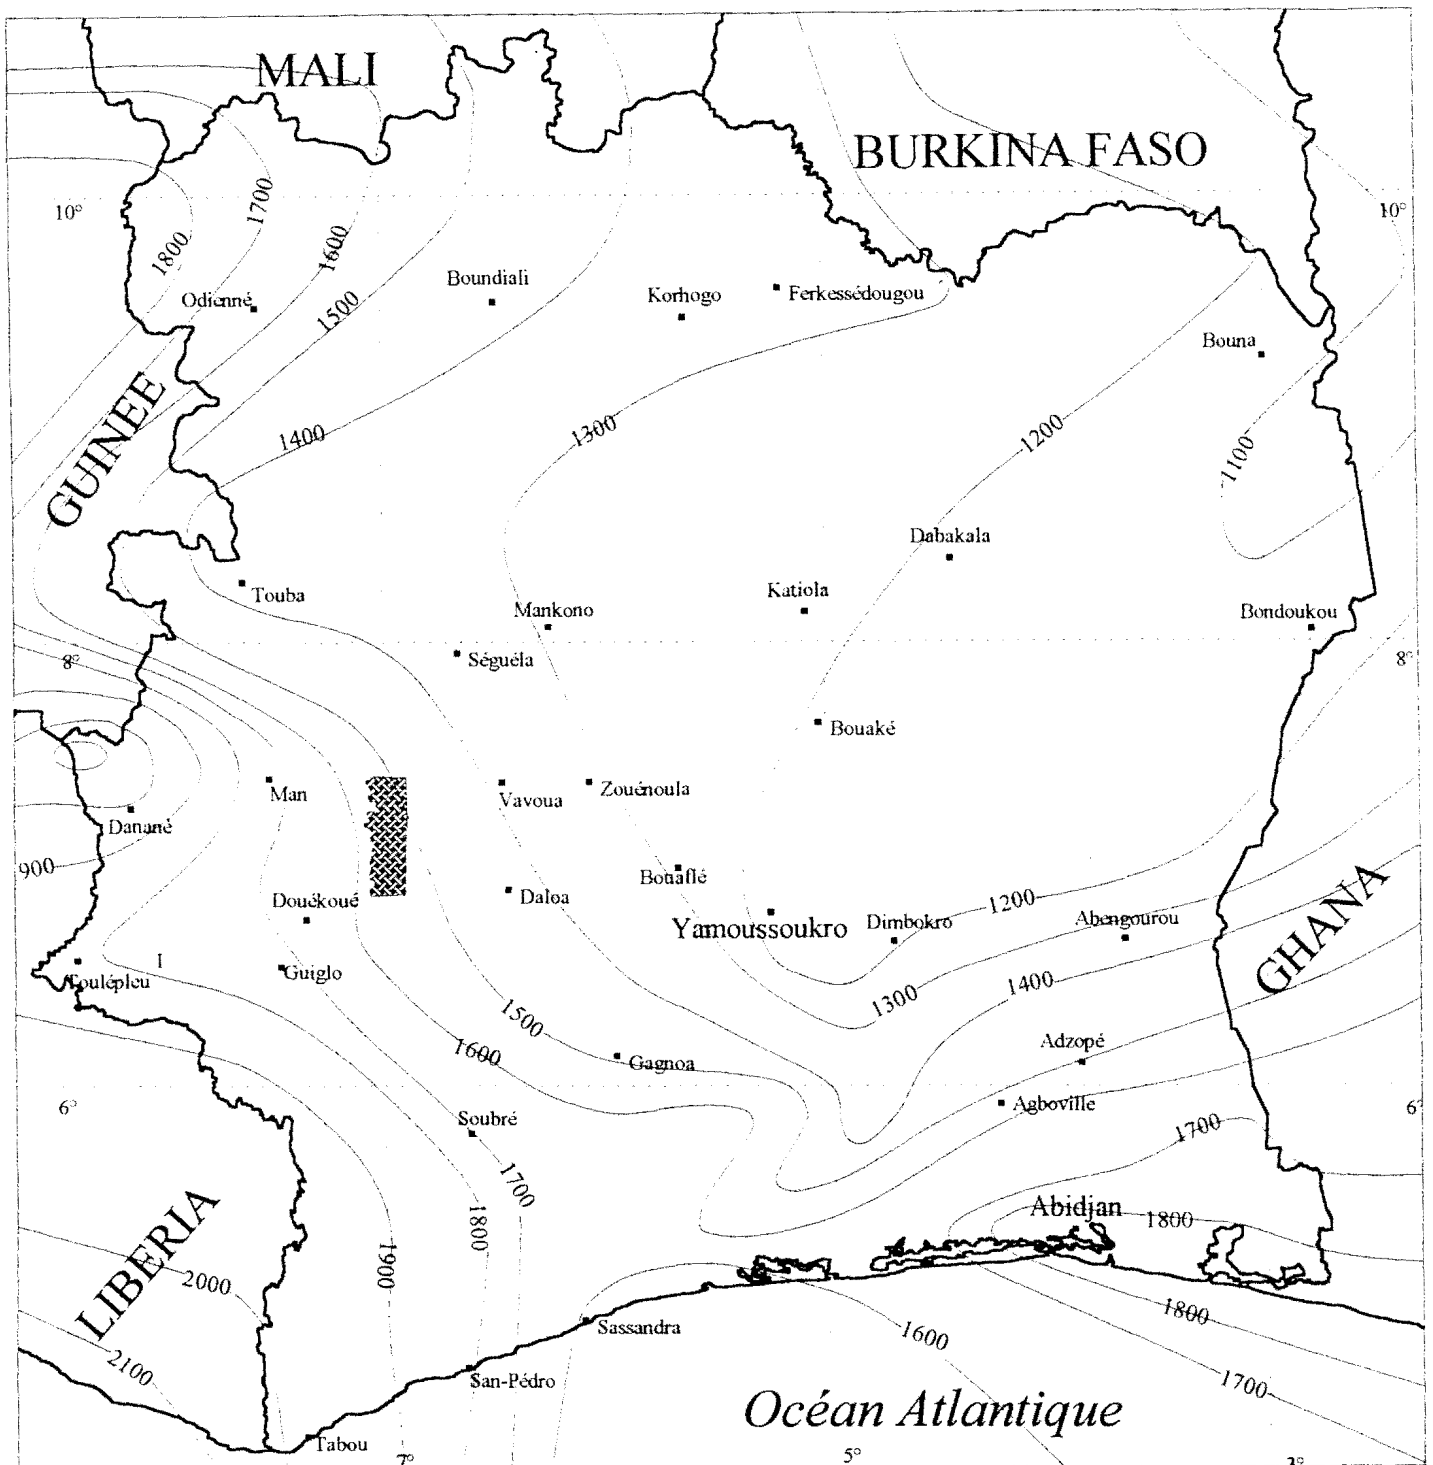 MALI
BURKINA FASO
10°
10°
1700
1800
1600
1500
Odienné
Boundiali
Korhogo
Ferkessédougou
Bouna
GUINEE
1400
1300
1200
1100
Dabakala
Touba
Mankono
Katiola
Bondoukou
8°
Séguéla
8°
Bouaké
Man
Vavoua
Zouénoula
Danané
900
Bouaflé
Douékoué
Daloa
Yamoussoukro
Dimbokro
1200
Abengourou
GHANA
Toulépleu
I
Guiglo
1300
1400
1500
1600
Gagnoa
Adzopé
6°
Soubré
Agboville
6°
1700
1700
LIBERIA
1800
Abidjan
1800
1900
2000
2100
Sassandra
1600
1800
San-Pédro
1700
Océan Atlantique
Tabou
7°
5°
3°